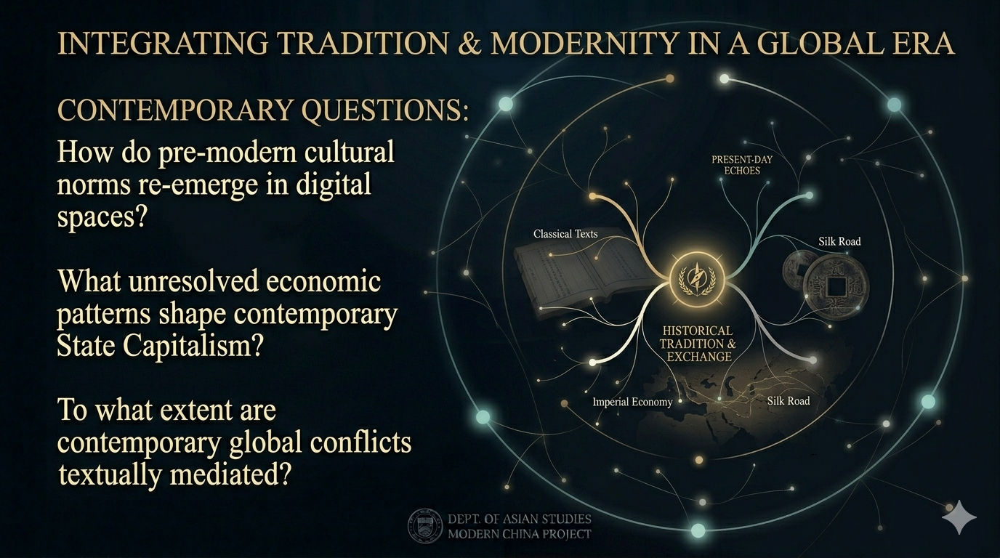 INTEGRATING TRADITION & MODERNITY IN A GLOBAL ERA
CONTEMPORARY QUESTIONS:
How do pre-modern cultural
norms re-emerge in digital
spaces?
What unresolved economic
patterns shape contemporary
State Capitalism?
To what extent are
contemporary global conflicts
textually mediated?
PRESENT-DAY
ECHOES
Classical Texts
Silk Road
HISTORICAL
TRADITION &
EXCHANGE
Imperial Economy
Silk Road
DEPT. OF ASIAN STUDIES
MODERN CHINA PROJECT